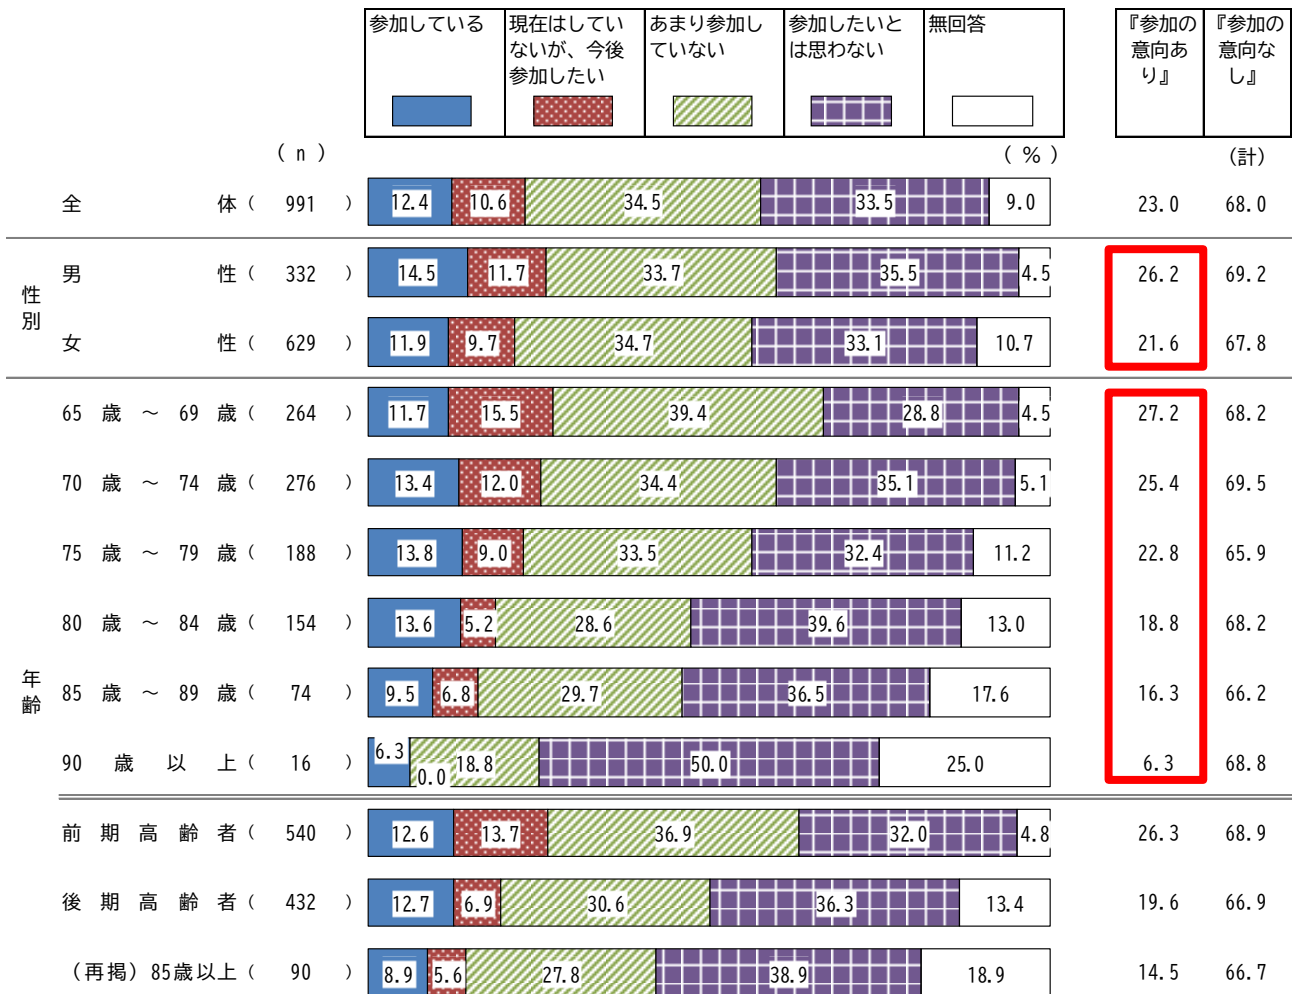 参加している
現在はしてい
ないが、今後
参加したい
あまり参加し
ていない
参加したいと
は思わない
無回答
『参加の
意向あ
り』
『参加の
意向な
し』
(n) (%) (計)
全体(991) 12.4 10.6 34.5 33.5 9.0 23.0 68.0
性別
男性(332) 14.5 11.7 33.7 35.5 4.5 26.2 69.2
女性(629) 11.9 9.7 34.7 33.1 10.7 21.6 67.8
年齢
65歳～69歳(264) 11.7 15.5 39.4 28.8 4.5 27.2 68.2
70歳～74歳(276) 13.4 12.0 34.4 35.1 5.1 25.4 69.5
75歳～79歳(188) 13.8 9.0 33.5 32.4 11.2 22.8 65.9
80歳～84歳(154) 13.6 5.2 28.6 39.6 13.0 18.8 68.2
85歳～89歳(74) 9.5 6.8 29.7 36.5 17.6 16.3 66.2
90歳以上(16) 6.3 0.0 18.8 50.0 25.0 6.3 68.8
前期高齢者(540) 12.6 13.7 36.9 32.0 4.8 26.3 68.9
後期高齢者(432) 12.7 6.9 30.6 36.3 13.4 19.6 66.9
(再掲)85歳以上(90) 8.9 5.6 27.8 38.9 18.9 14.5 66.7